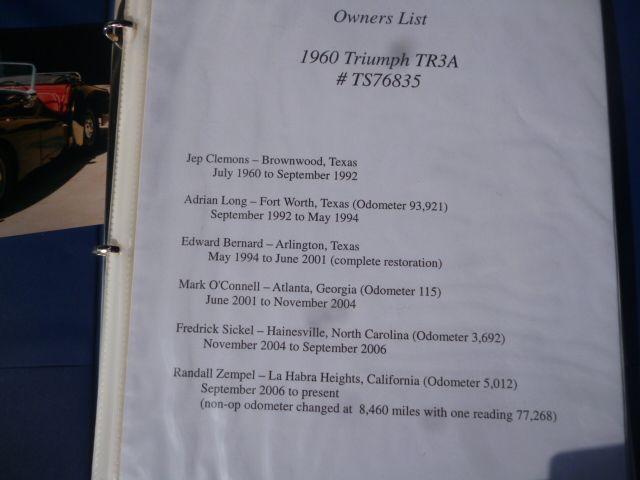 Owners List
1960 Triumph TR3A
# TS76835
Jep Clemons – Brownwood, Texas
July 1960 to September 1992
Adrian Long – Fort Worth, Texas (Odometer 93,921)
September 1992 to May 1994
Edward Bernard – Arlington, Texas
May 1994 to June 2001 (complete restoration)
Mark O'Connell – Atlanta, Georgia (Odometer 115)
June 2001 to November 2004
Fredrick Sickel – Hainesville, North Carolina (Odometer 3,692)
November 2004 to September 2006
Randall Zempel – La Habra Heights, California (Odometer 5,012)
September 2006 to present
(non-op odometer changed at 8,460 miles with one reading 77,268)